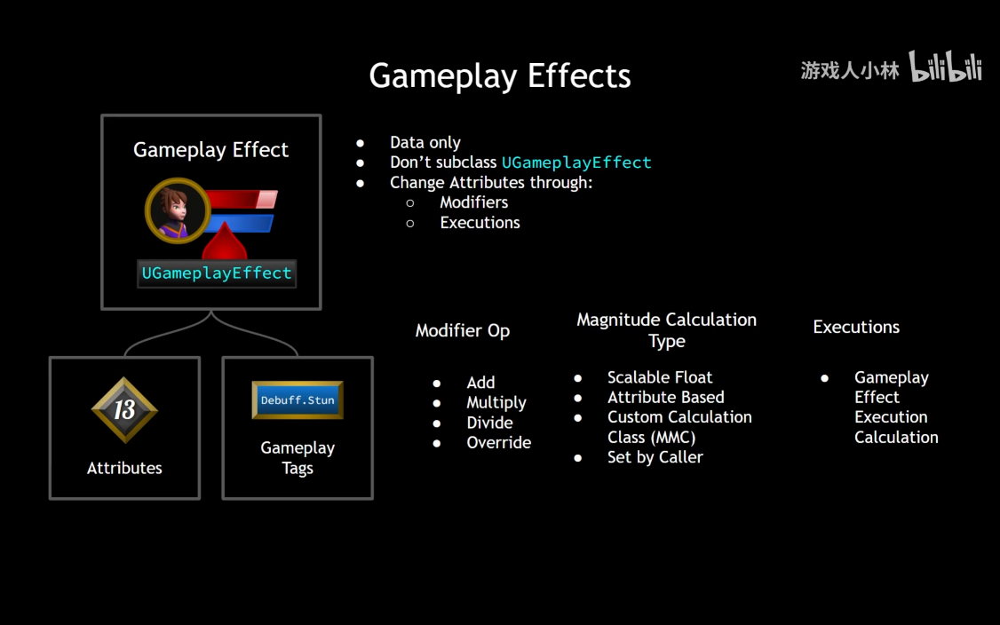 Gameplay Effects
游戏人小林 bilibili
Gameplay Effect
UGameplayEffect
Attributes
13
Debuff.Stun
Gameplay
Tags
● Data only
● Don’t subclass UGameplayEffect
● Change Attributes through:
○ Modifiers
○ Executions
Modifier Op
● Add
● Multiply
● Divide
● Override
Magnitude Calculation
Type
● Scalable Float
● Attribute Based
● Custom Calculation
Class (MMC)
● Set by Caller
Executions
● Gameplay
Effect
Execution
Calculation